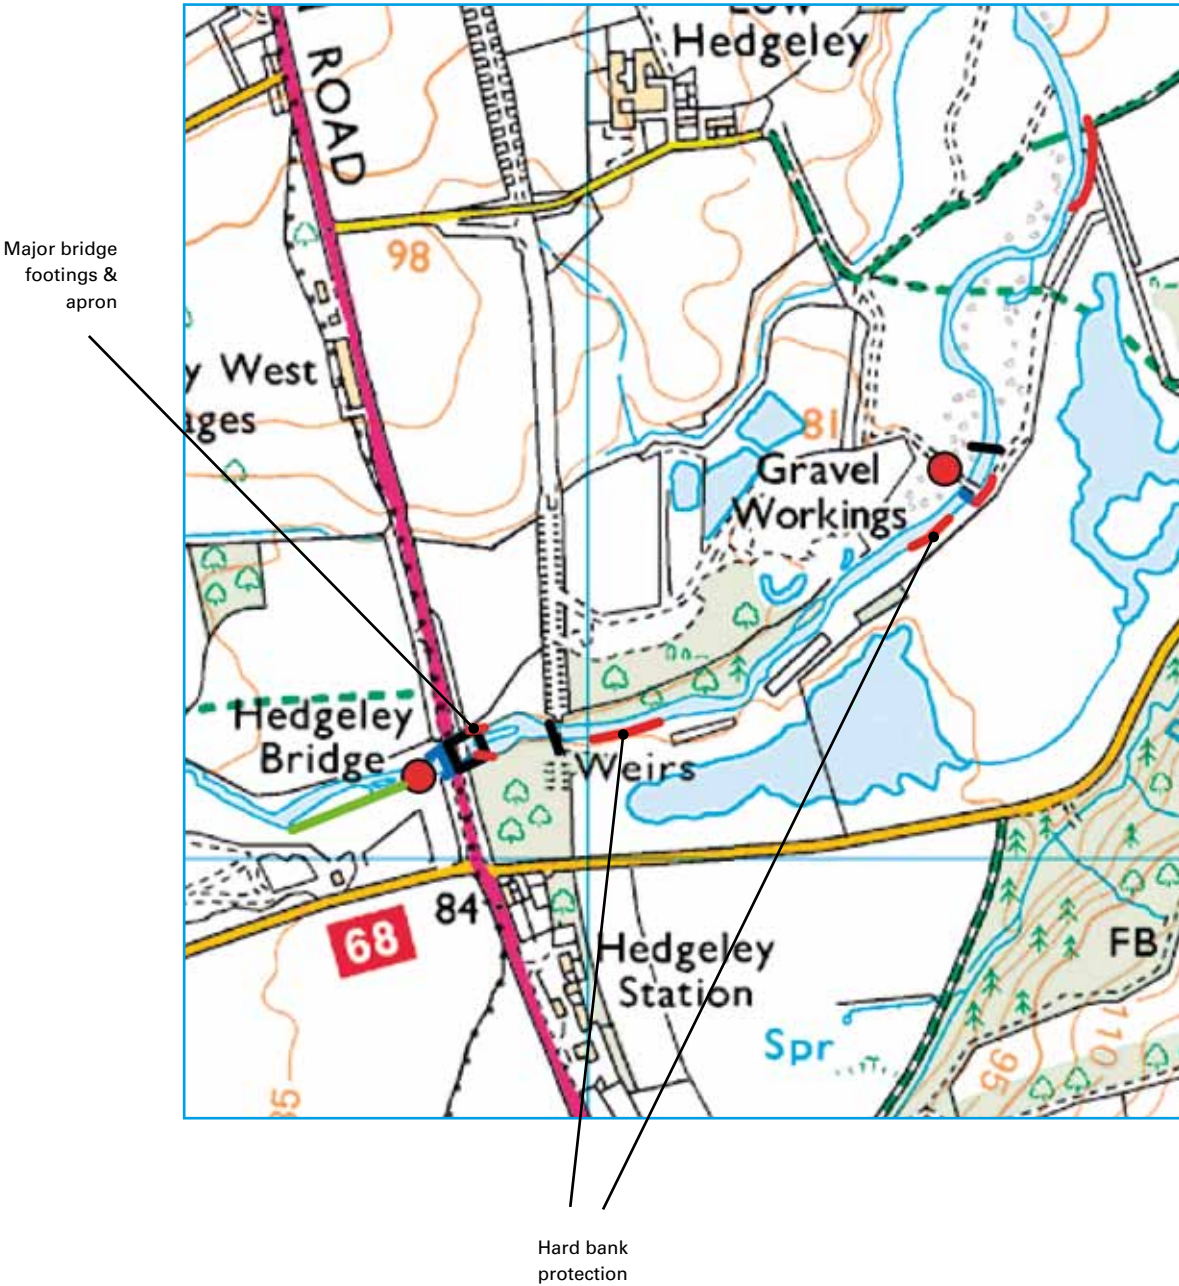 Hedgeley
ROAD
98
Major bridge
footings &
apron
y West
ages
81
Gravel
Workings
Hedgeley
Bridge
Weirs
84
68
FB
Hedgeley
Station
Spr
95
110
85
Hard bank
protection